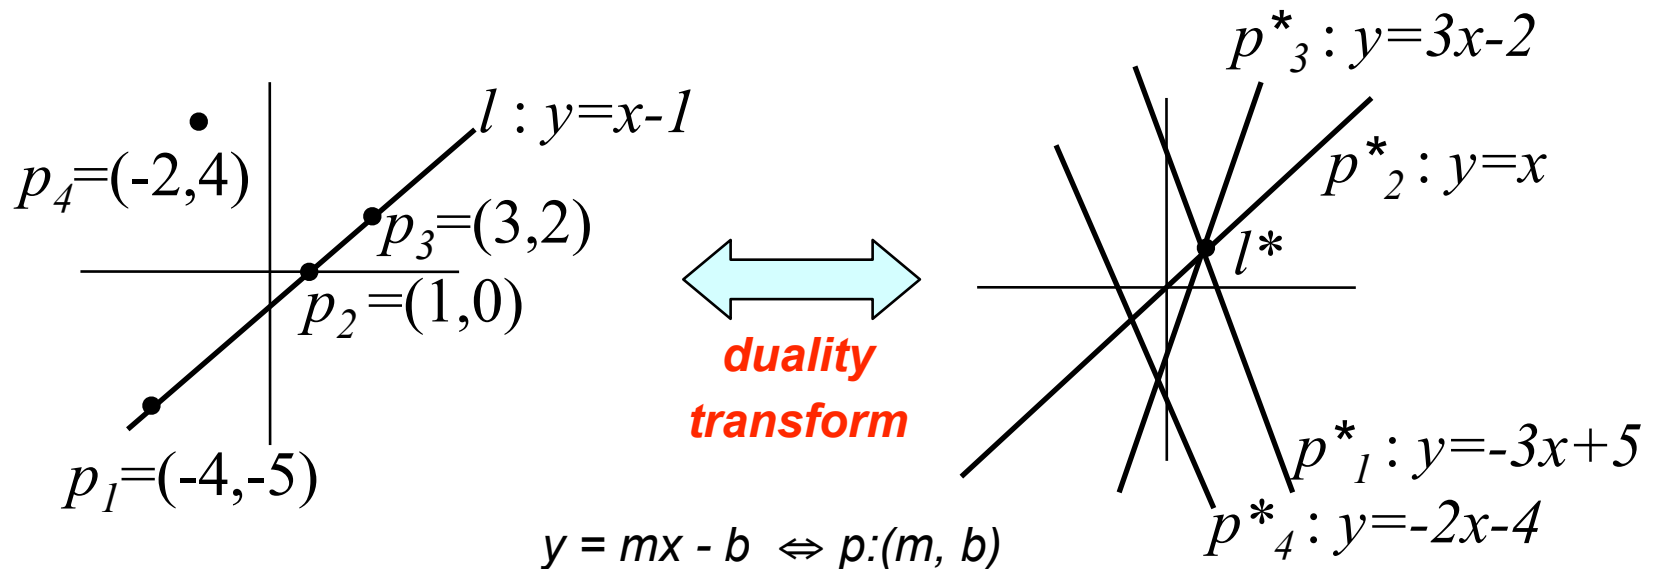 l : y=x-1
p4=(-2,4)
p3=(3,2)
p2=(1,0)
p1=(-4,-5)
duality
transform
p*3 : y=3x-2
p*2 : y=x
l*
p*1 : y=-3x+5
p*4 : y=-2x-4
y = mx - b ⇔ p:(m, b)